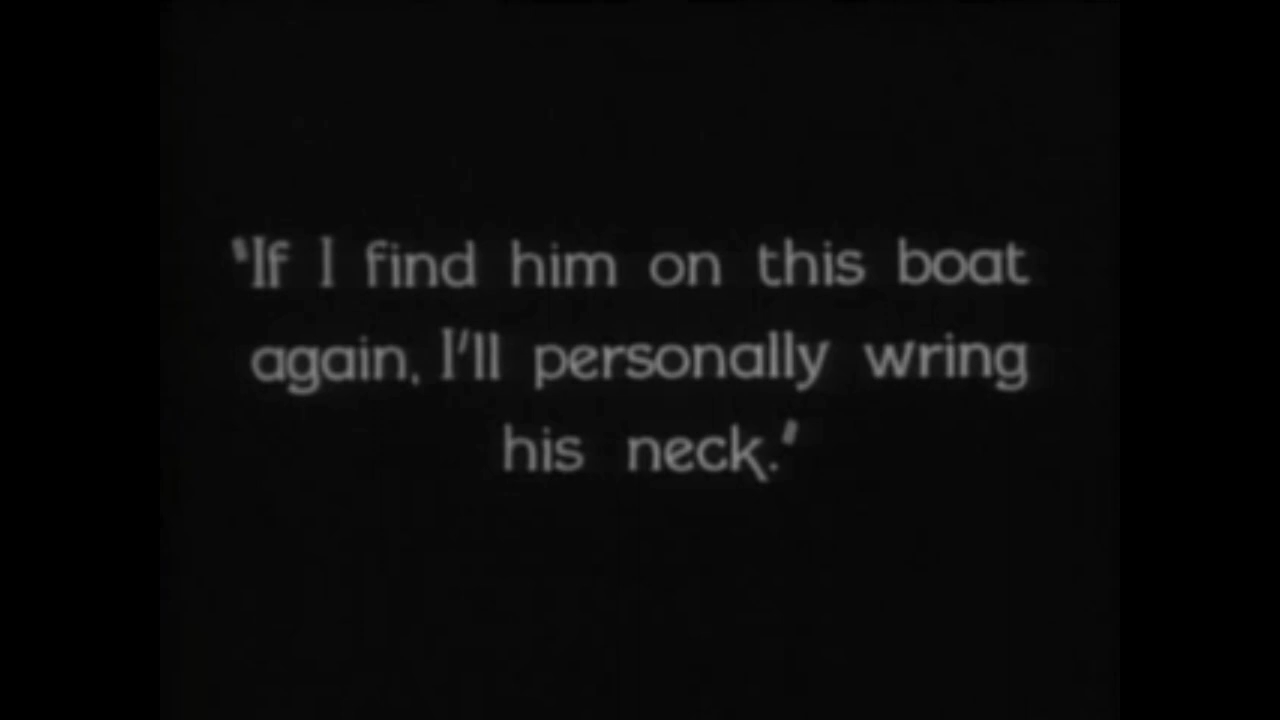 "If I find him on this boat
again, I'll personally wring
his neck."